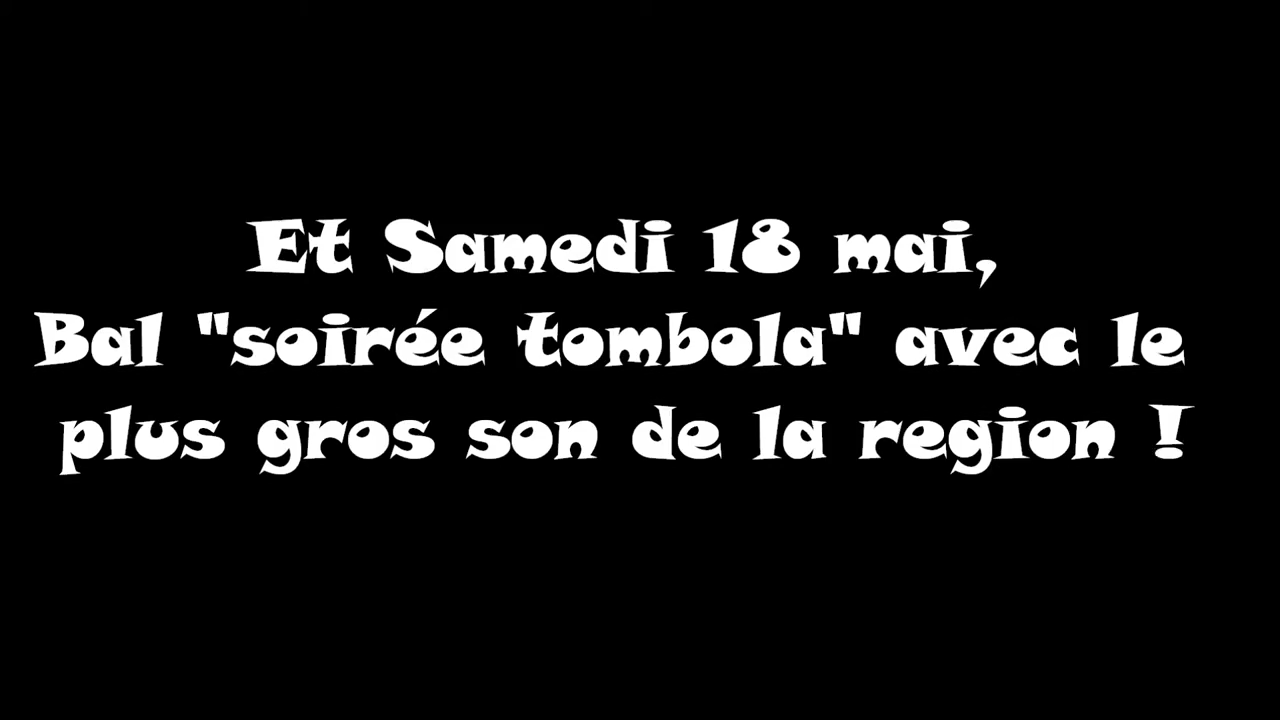 Et Samedi 18 mai,
Bal "soirée tombola" avec le
plus gros son de la region !